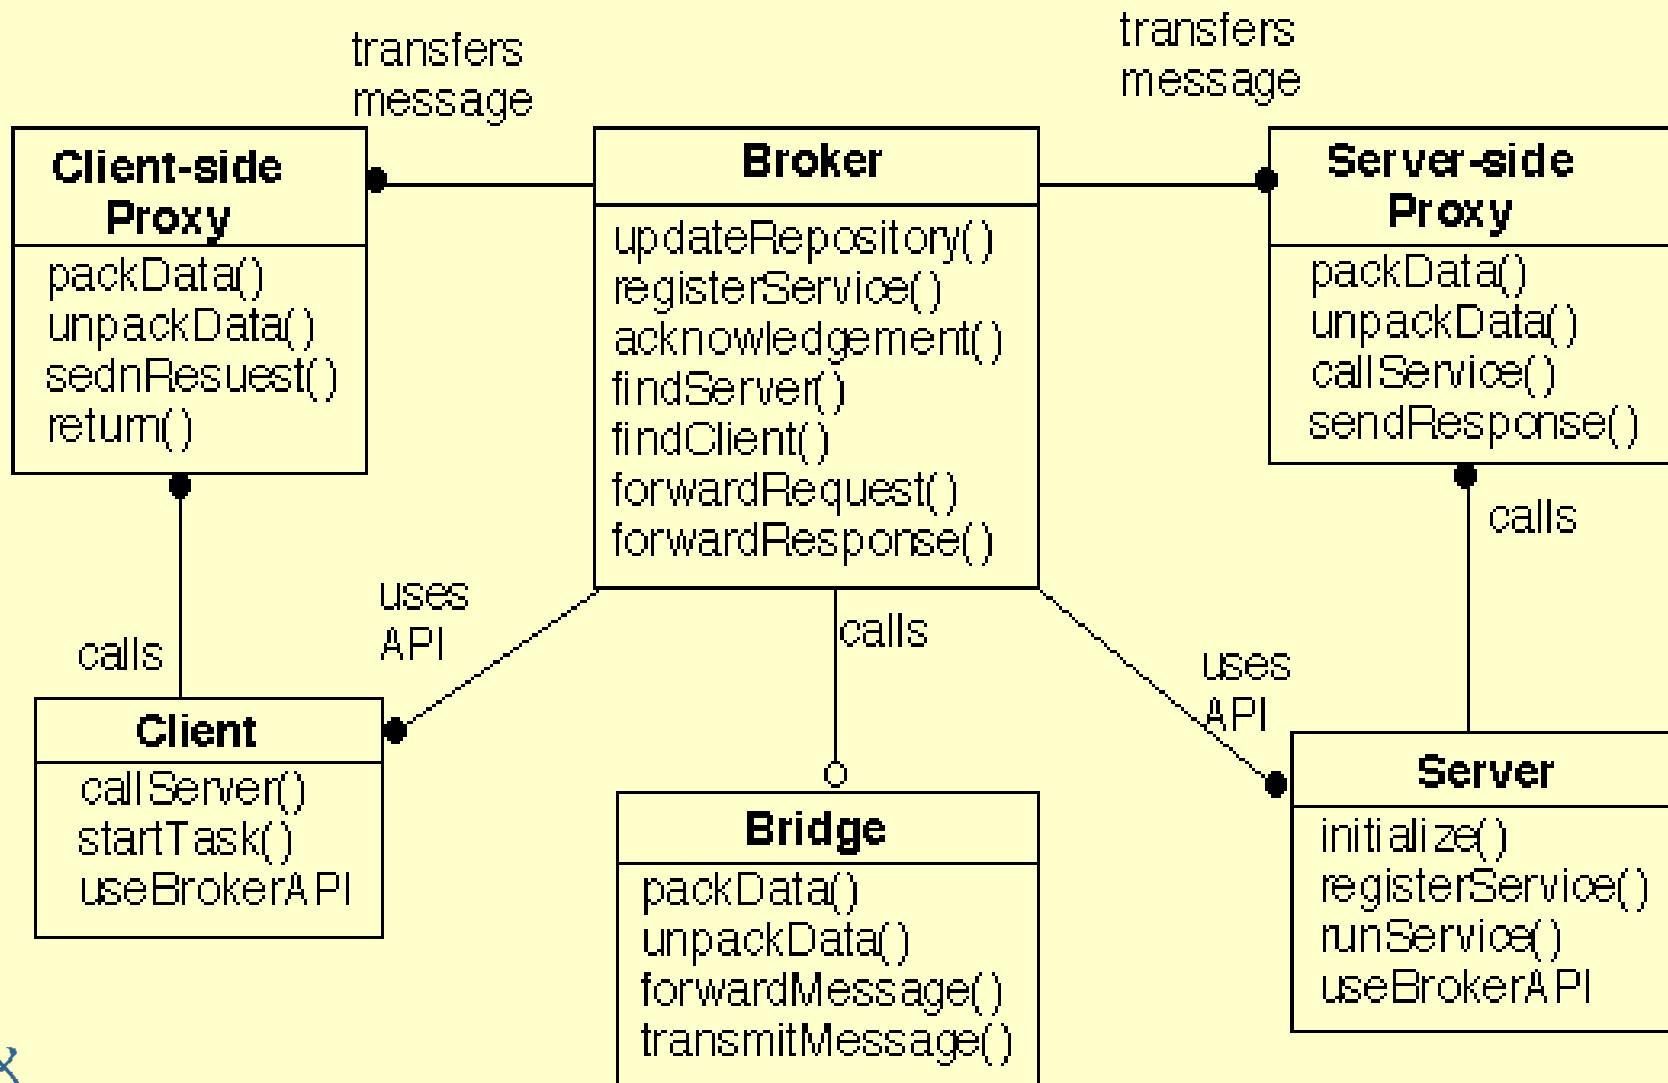 transfers
message
transfers
message
Client-side
Proxy
packData()
unpackData()
sednResuest()
return()
Broker
updateRepository()
registerService()
acknowledgement()
findServer()
findClient()
forwardRequest()
forwardResponse()
Server-side
Proxy
packData()
unpackData()
callService()
sendResponse()
calls
uses
API
calls
uses
API
calls
Client
callServer()
startTask()
useBrokerAPI
Bridge
packData()
unpackData()
forwardMessage()
transmitMessage()
Server
initialize()
registerService()
runService()
useBrokerAPI